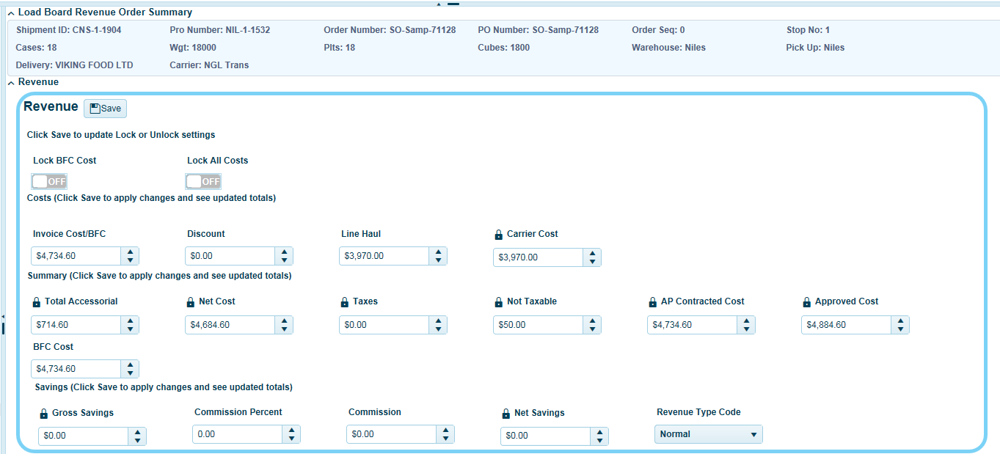 Load Board Revenue Order Summary
Shipment ID: CNS-1-1904 Pro Number: NIL-1-1532 Order Number: SO-Samp-71128 PO Number: SO-Samp-71128 Order Seq: 0 Stop No: 1
Cases: 18 Wgt: 18000 Plts: 18 Cubes: 1800 Warehouse: Niles Pick Up: Niles
Delivery: VIKING FOOD LTD Carrier: NGL Trans
Revenue
Revenue Save
Click Save to update Lock or Unlock settings
Lock BFC Cost Lock All Costs
OFF OFF
Costs (Click Save to apply changes and see updated totals)
Invoice Cost/BFC Discount Line Haul Carrier Cost
$4,734.60 $0.00 $3,970.00 $3,970.00
Summary (Click Save to apply changes and see updated totals)
Total Accessorial Net Cost Taxes Not Taxable AP Contracted Cost Approved Cost
$714.60 $4,684.60 $0.00 $50.00 $4,734.60 $4,884.60
BFC Cost
$4,734.60
Savings (Click Save to apply changes and see updated totals)
Gross Savings Commission Percent Commission Net Savings Revenue Type Code
$0.00 0.00 $0.00 $0.00 Normal